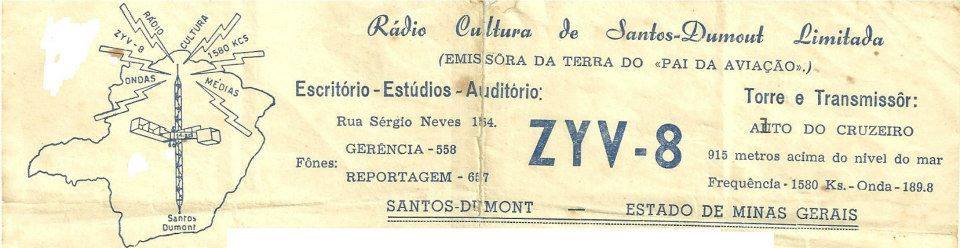 RÁDIO CULTURA
ZYV-8 1580 KCS
ONDAS MÉDIAS
Santos
Dumont
Rádio Cultura de Santos-Dumout Limitada
(EMISSÔRA DA TERRA DO «PAI DA AVIAÇÃO».)
Escritório-Estúdios-Auditório:
Rua Sérgio Neves 154.
GERÊNCIA-558
Fônes:
REPORTAGEM-687
ZYV-8
Torre e Transmissôr:
ALTO DO CRUZEIRO
915 metros acima do nivel do mar
Frequência-1580 Ks.-Onda-189.8
SANTOS-DUMONT — ESTADO DE MINAS GERAIS